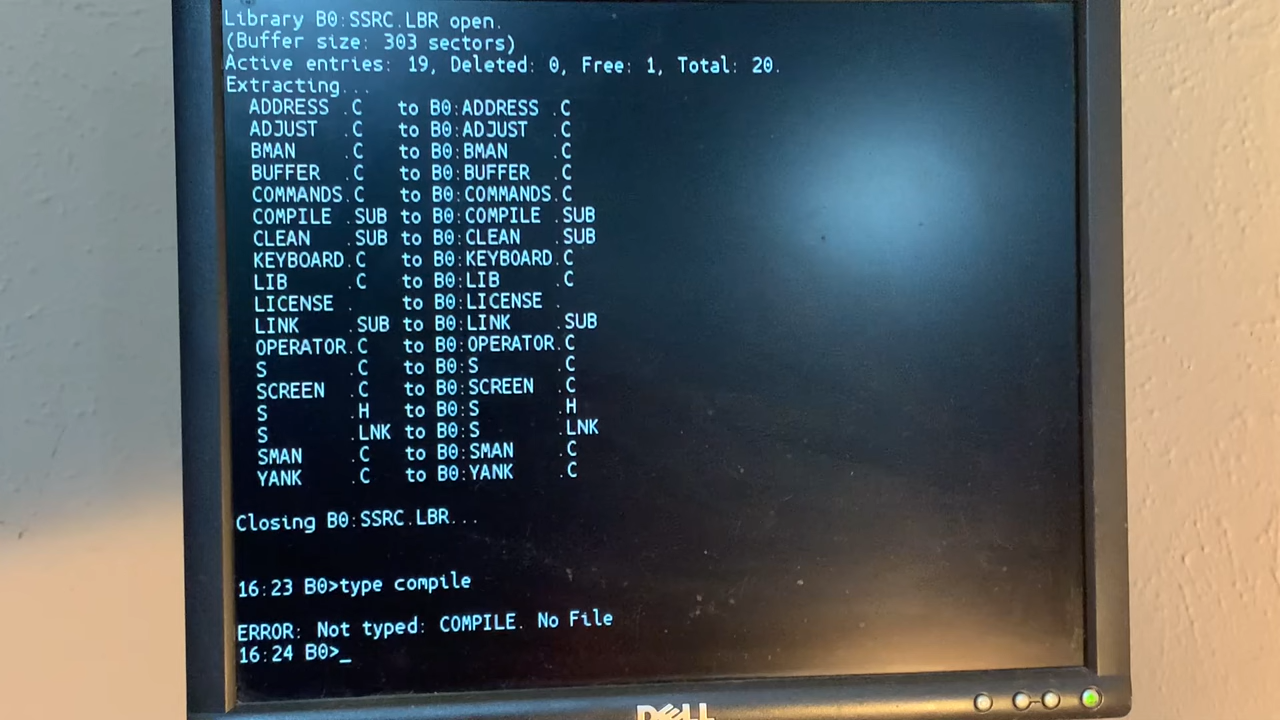 Library B0:SSRC.LBR open.
(Buffer size: 303 sectors)
Active entries: 19, Deleted: 0, Free: 1, Total: 20.
Extracting...
ADDRESS .C to B0:ADDRESS .C
ADJUST .C to B0:ADJUST .C
BMAN .C to B0:BMAN .C
BUFFER .C to B0:BUFFER .C
COMMANDS.C to B0:COMMANDS.C
COMPILE .SUB to B0:COMPILE .SUB
CLEAN .SUB to B0:CLEAN .SUB
KEYBOARD.C to B0:KEYBOARD.C
LIB .C to B0:LIB .C
LICENSE . to B0:LICENSE .
LINK .SUB to B0:LINK .SUB
OPERATOR.C to B0:OPERATOR.C
S .C to B0:S .C
SCREEN .C to B0:SCREEN .C
S .H to B0:S .H
S .LNK to B0:S .LNK
SMAN .C to B0:SMAN .C
YANK .C to B0:YANK .C
Closing B0:SSRC.LBR...
16:23 B0>type compile
ERROR: Not typed: COMPILE. No File
16:24 B0>_
DELL